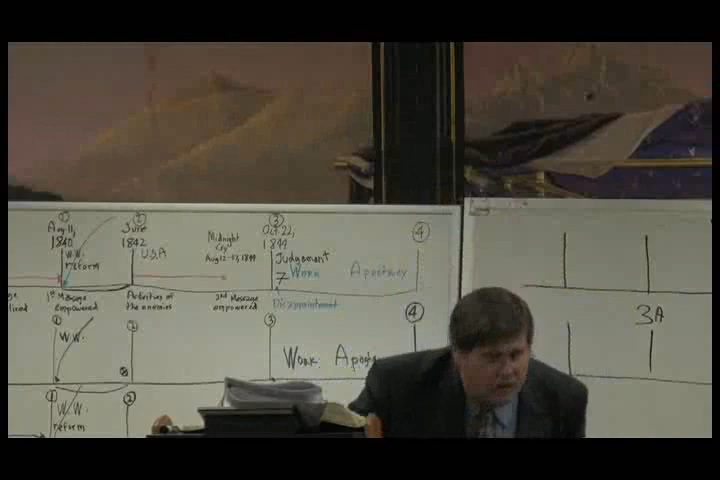 ① ② ③ ④
Aug 11, June Oct 22,
1840 1842 1844
W.W. U.S.A Midnight Judgement
reform Cry Aug 12-17, 1844
7 Work Apostasy
1st Message Activities of 2nd Message Disappointment
empowered the enemies empowered
① ② ③ ④
W.W.
Work:
3A
① ②
W.W.
reform